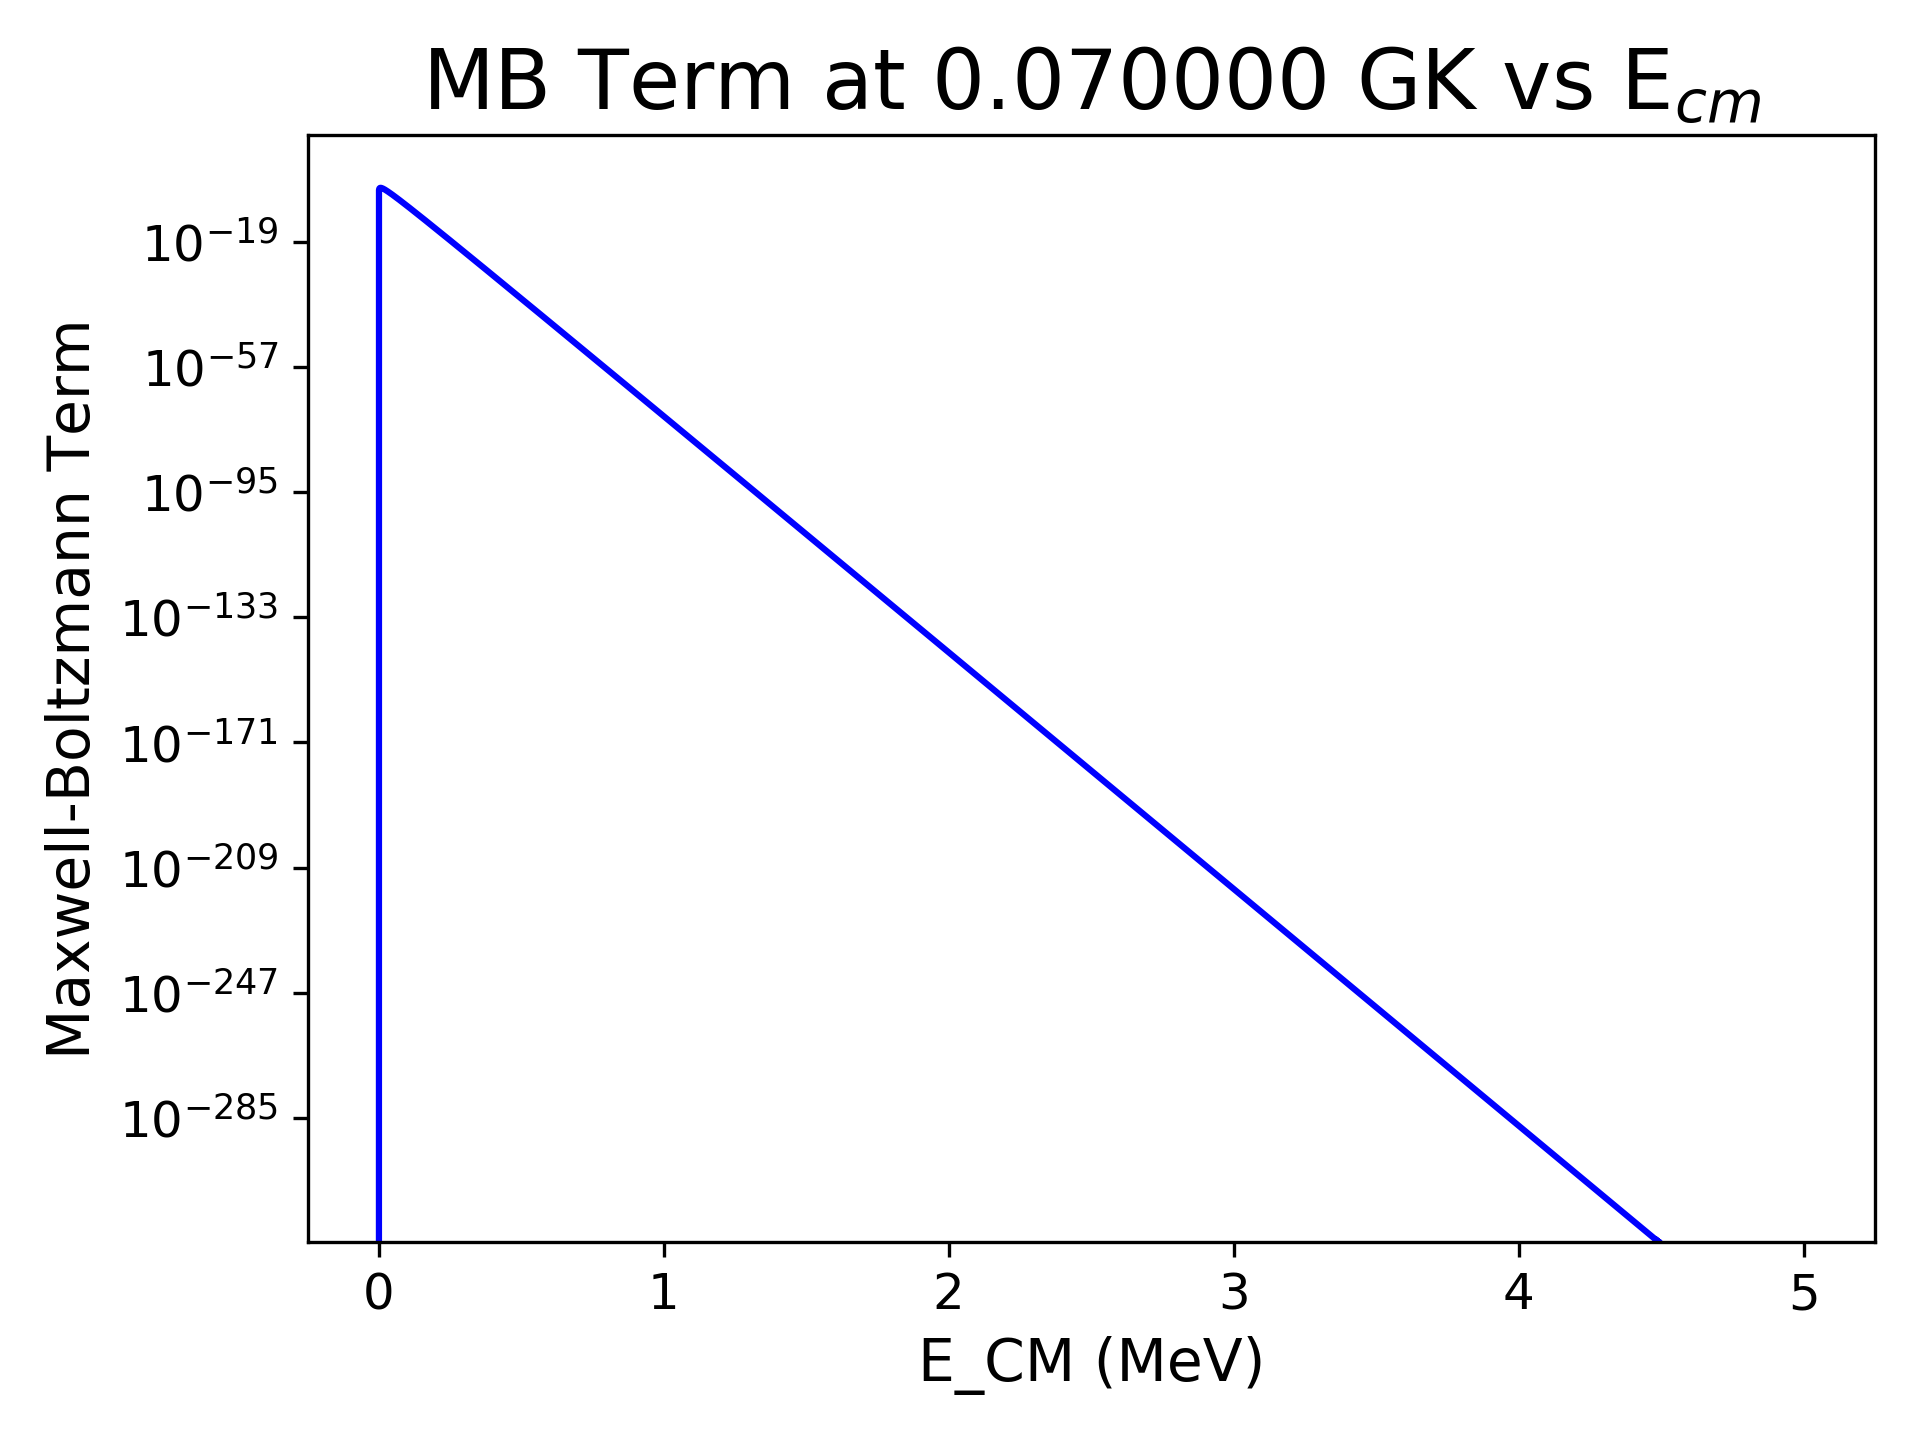 MB Term at 0.070000 GK vs E_cm
Maxwell-Boltzmann Term
10^−19
10^−57
10^−95
10^−133
10^−171
10^−209
10^−247
10^−285
0 1 2 3 4 5
E_CM (MeV)